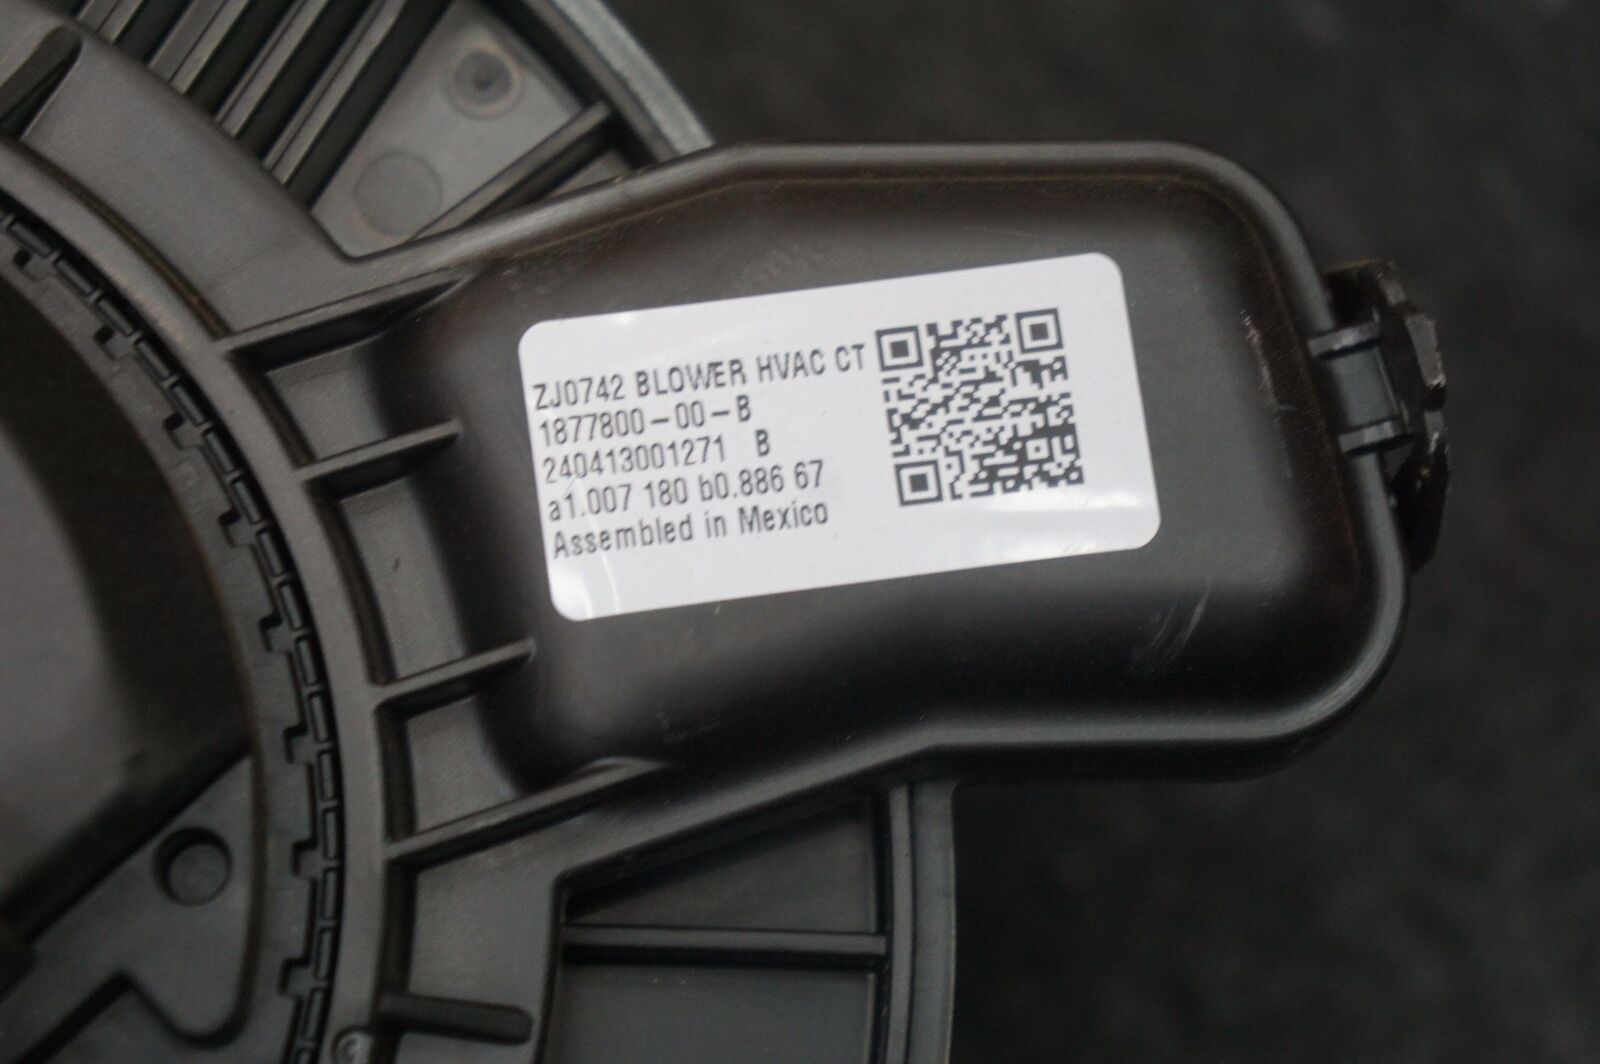 ZJ0742 BLOWER HVAC CT
1877800-00-B
240413001271 B
a1.007 180 b0.886 67
Assembled in Mexico